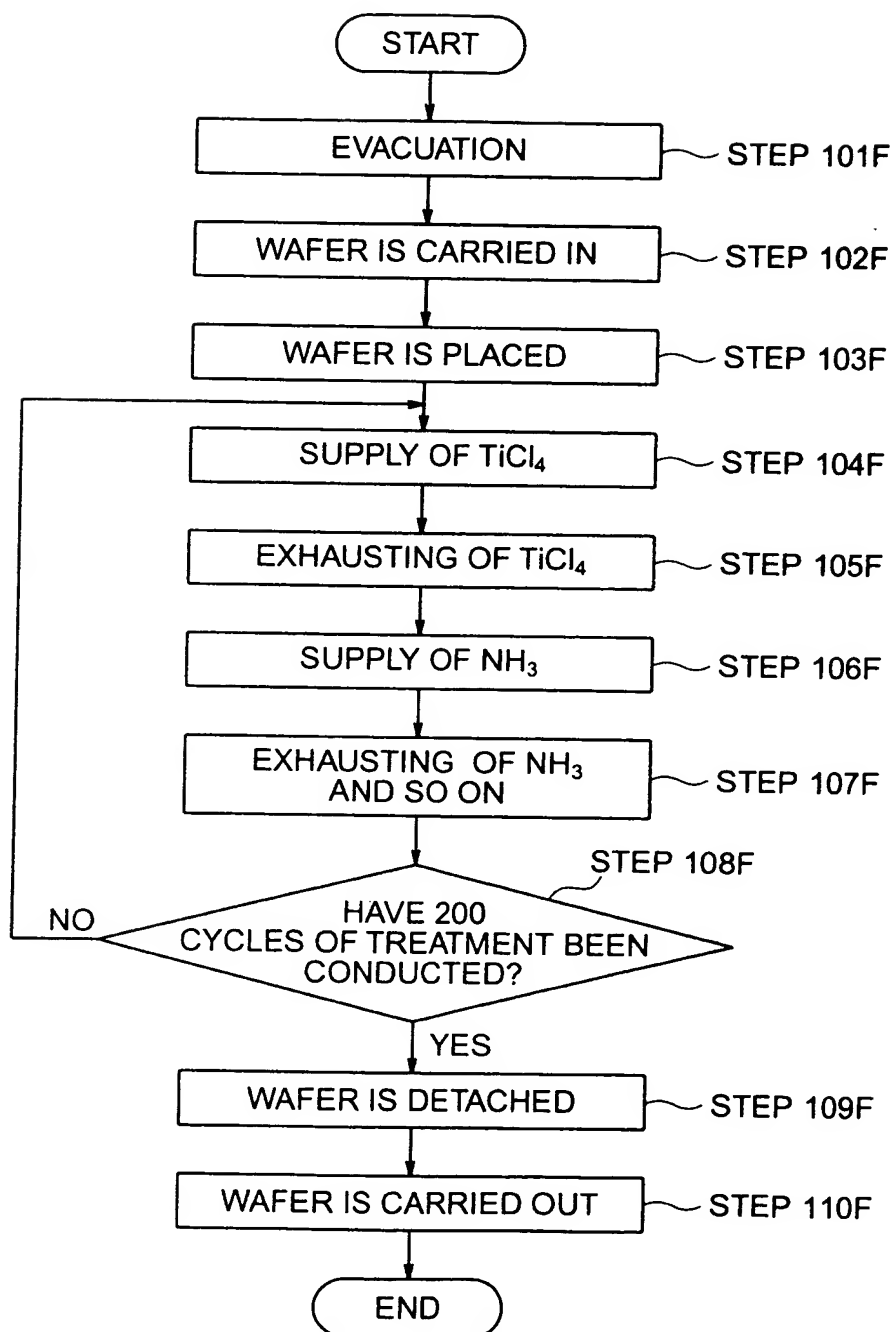 START
EVACUATION
STEP 101F
WAFER IS CARRIED IN
STEP 102F
WAFER IS PLACED
STEP 103F
SUPPLY OF TiCl₄
STEP 104F
EXHAUSTING OF TiCl₄
STEP 105F
SUPPLY OF NH₃
STEP 106F
EXHAUSTING OF NH₃
AND SO ON
STEP 107F
STEP 108F
HAVE 200
CYCLES OF TREATMENT BEEN
CONDUCTED?
NO
YES
WAFER IS DETACHED
STEP 109F
WAFER IS CARRIED OUT
STEP 110F
END